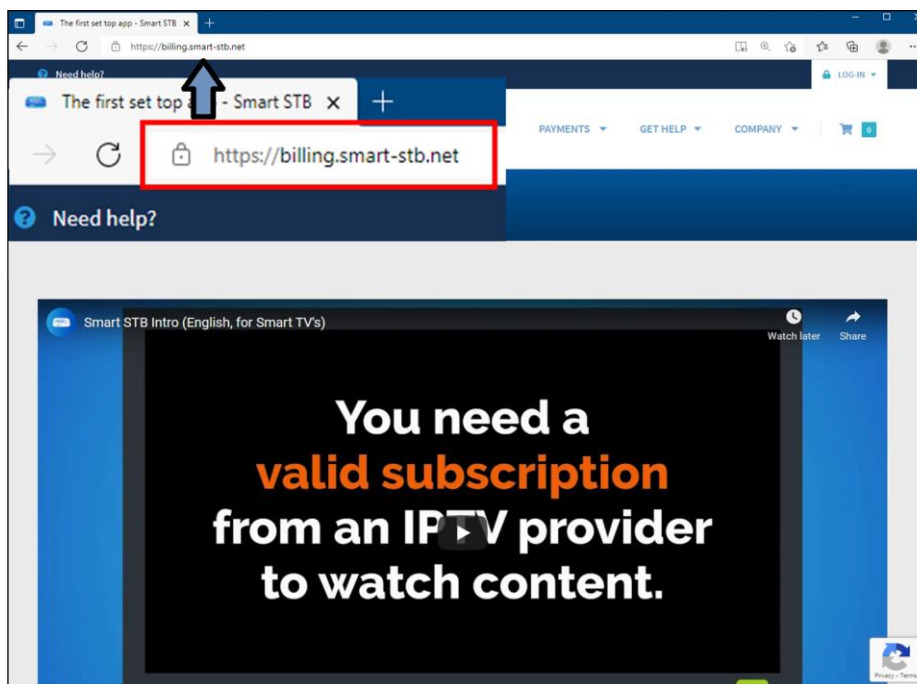 The first set top app - Smart STB
https://billing.smart-stb.net
Need help?
LOG-IN
The first set top a - Smart STB
https://billing.smart-stb.net
PAYMENTS
GET HELP
COMPANY
0
Need help?
Smart STB Intro (English, for Smart TV's)
Watch later
Share
You need a
valid subscription
from an IPTV provider
to watch content.
Privacy - Terms